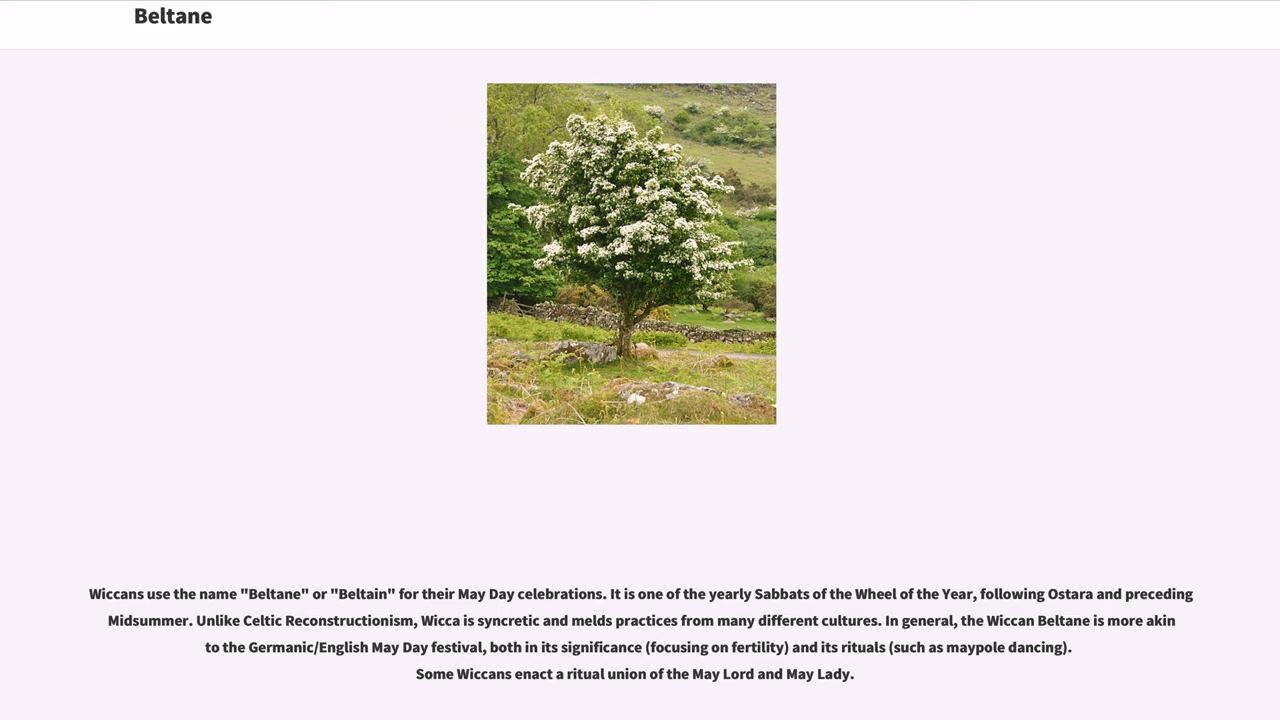 Beltane
Wiccans use the name "Beltane" or "Beltain" for their May Day celebrations. It is one of the yearly Sabbats of the Wheel of the Year, following Ostara and preceding
Midsummer. Unlike Celtic Reconstructionism, Wicca is syncretic and melds practices from many different cultures. In general, the Wiccan Beltane is more akin
to the Germanic/English May Day festival, both in its significance (focusing on fertility) and its rituals (such as maypole dancing).
Some Wiccans enact a ritual union of the May Lord and May Lady.